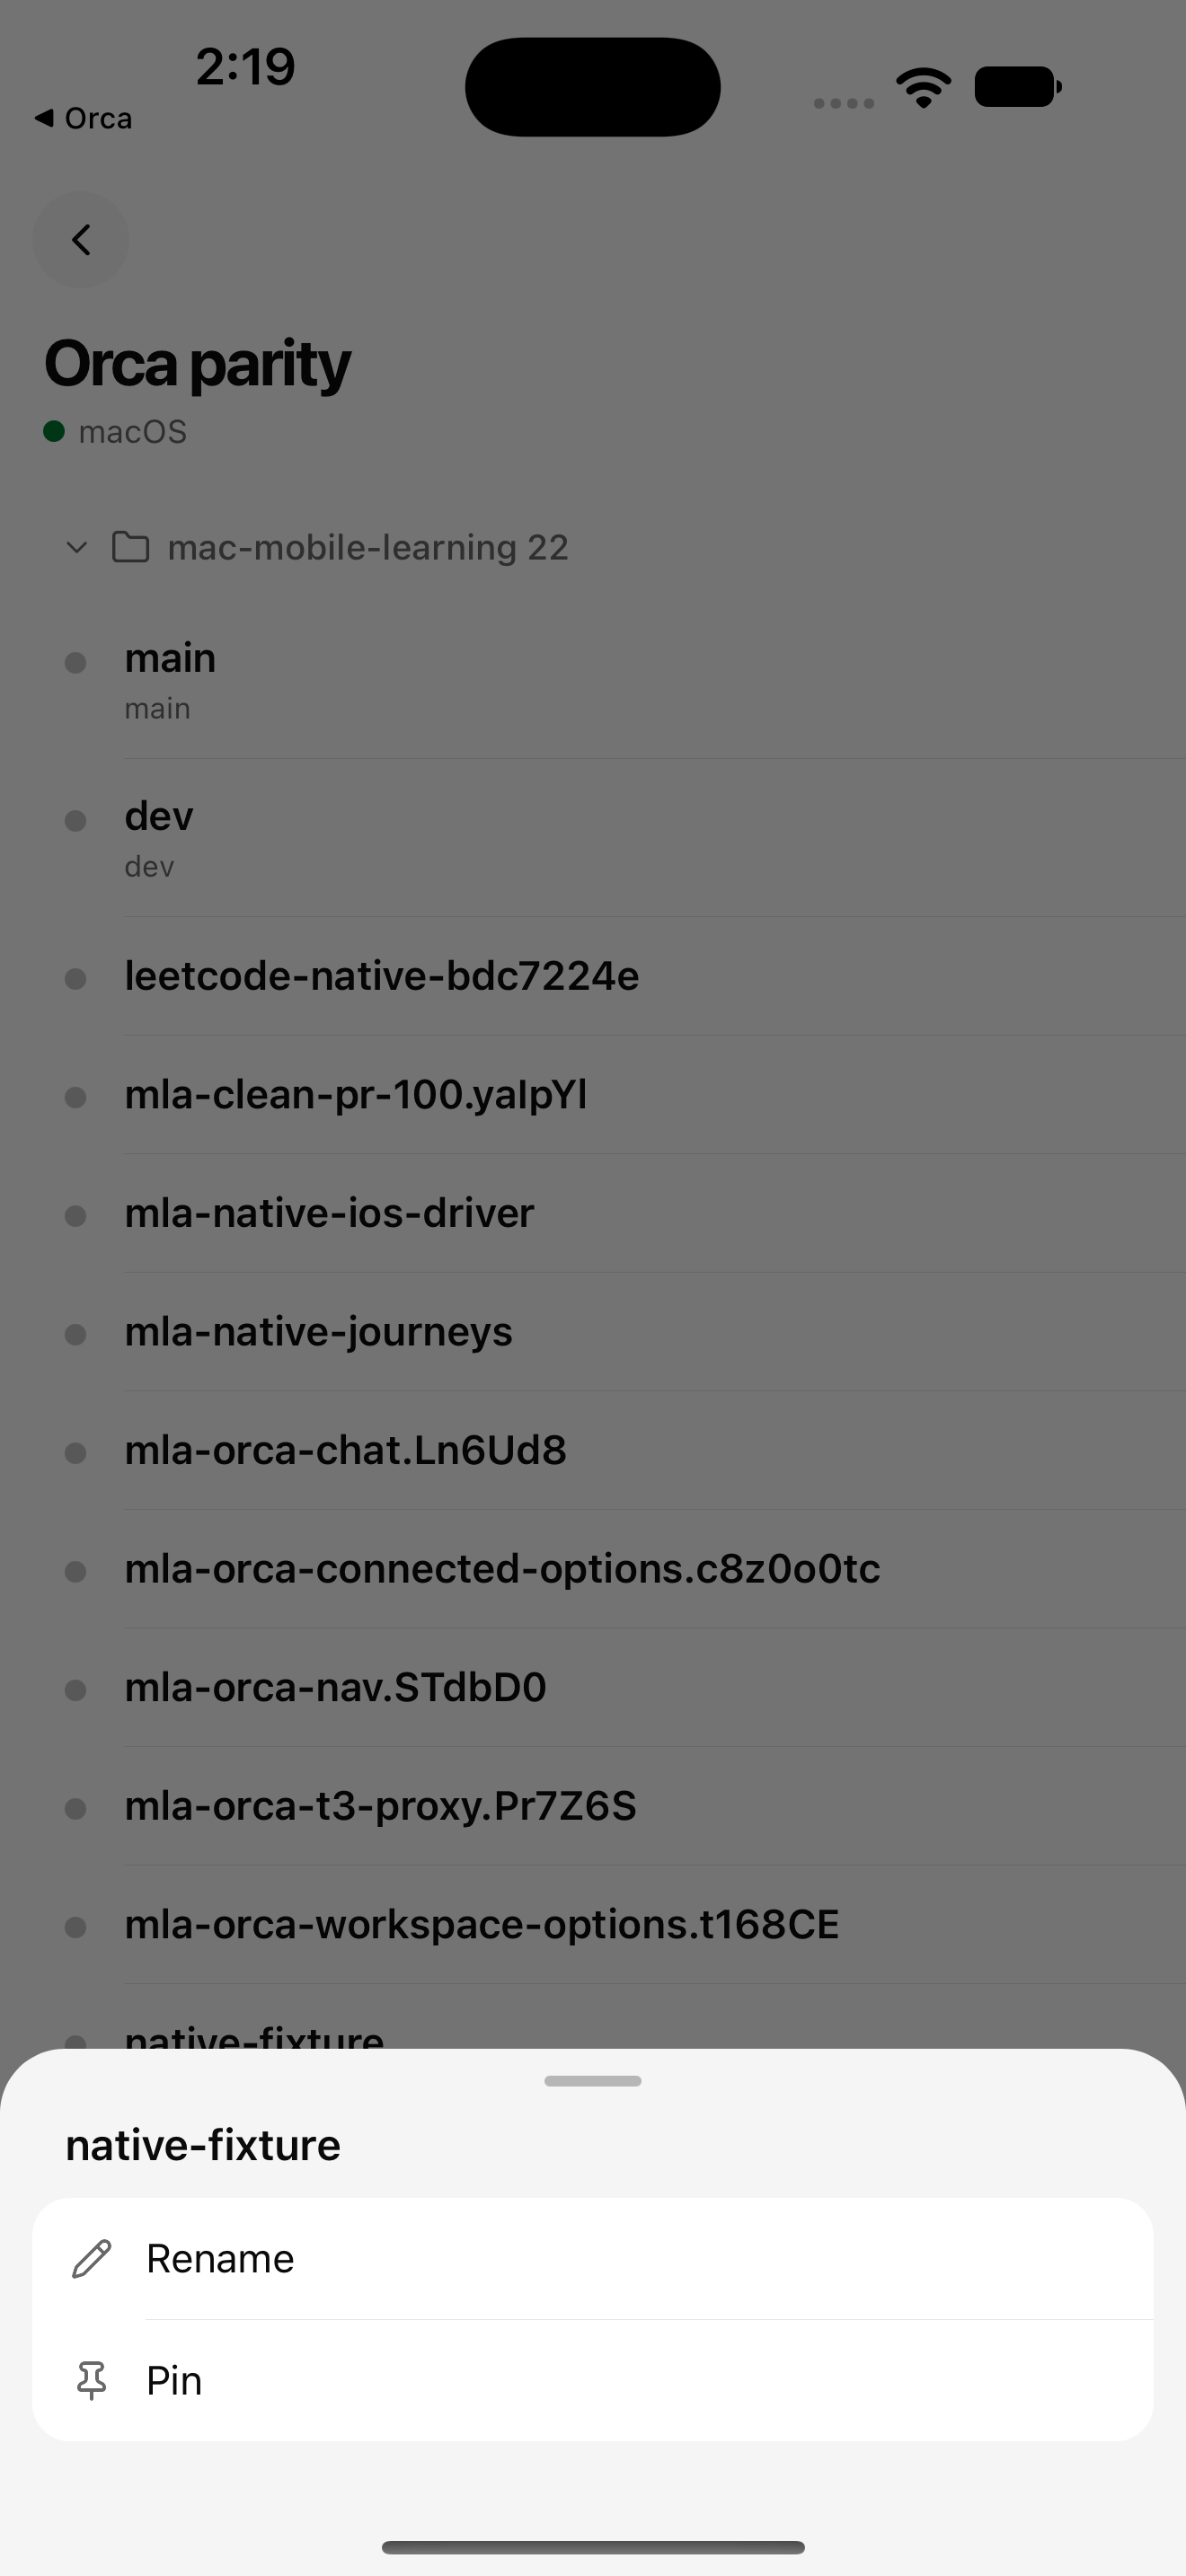 2:19
Orca
Orca parity
macOS
mac-mobile-learning 22
main
main
dev
dev
leetcode-native-bdc7224e
mla-clean-pr-100.yalpYl
mla-native-ios-driver
mla-native-journeys
mla-orca-chat.Ln6Ud8
mla-orca-connected-options.c8z0o0tc
mla-orca-nav.STdbD0
mla-orca-t3-proxy.Pr7Z6S
mla-orca-workspace-options.t168CE
native-fixture
native-fixture
Rename
Pin